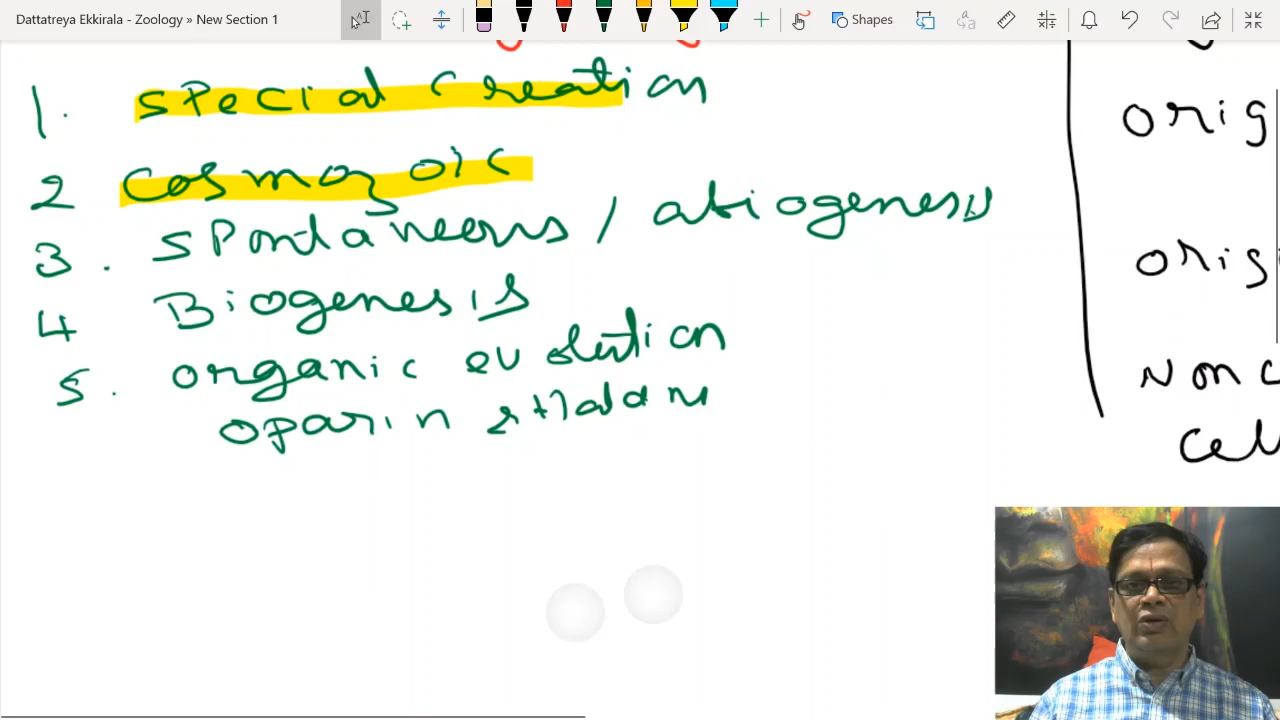 Dattatreya Ekkirala - Zoology » New Section 1
Shapes
1. special creation
2 Cosmozoic
3. spontaneous / abiogenesis
4 Biogenesis
5. organic evolution
oparin &
orig
orig
Non c
cell